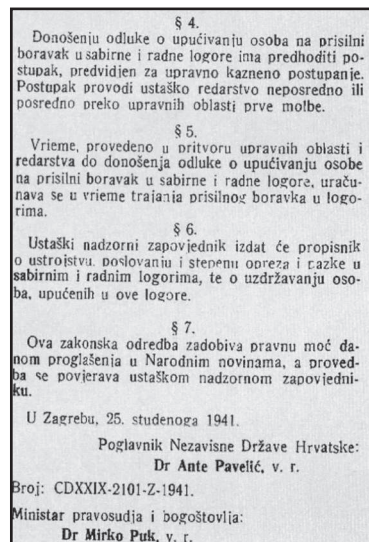 § 4.
Donošenju odluke o upućivanju osoba na prisilni
boravak u sabirne i radne logore ima predhoditi po-
stupak, predvidjen za upravno kazneno postupanje.
Postupak provodi ustaško redarstvo neposredno ili
posredno preko upravnih oblasti prve molbe.
§ 5.
Vrieme, provedeno u pritvoru upravnih oblasti i
redarstva do donošenja odluke o upućivanju osobe
na prisilni boravak u sabirne i radne logore, uraču-
nava se u vrieme trajanja prisilnog boravka u logo-
rima.
§ 6.
Ustaški nadzorni zapovjednik izdat će propisnik
o ustrojstvu, poslovanju i stepenu opreza i pazke u
sabirnim i radnim logorima, te o uzdržavanju oso-
ba, upućenih u ove logore.
§ 7.
Ova zakonska odredba zadobiva pravnu moć da-
nom proglašenja u Narodnim novinama, a proved-
ba se povjerava ustaškom nadzornom zapovjedni-
ku.
U Zagrebu, 25. studenoga 1941.
Poglavnik Nezavisne Države Hrvatske:
Dr Ante Pavelić, v. r.
Broj: CDXXIX-2101-Z-1941.
Ministar pravosudja i bogoštovlja:
Dr Mirko Puk, v. r.